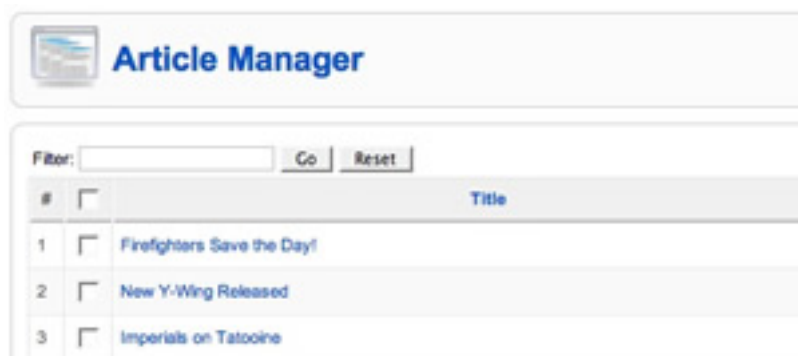 Article Manager
Filter: Go Reset
# Title
1 Firefighters Save the Day!
2 New Y-Wing Released
3 Imperials on Tatooine